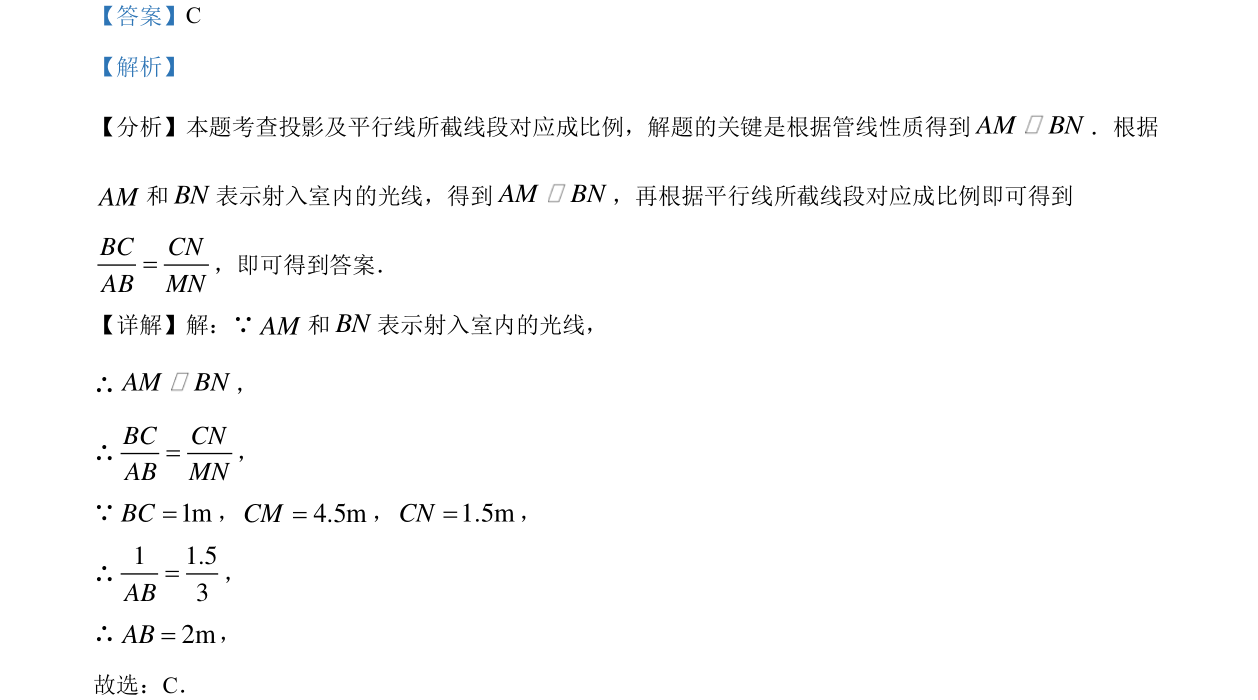 【答案】C
【解析】
【分析】本题考查投影及平行线所截线段对应成比例，解题的关键是根据管线性质得到 AM □ BN ．根据
AM 和 BN 表示射入室内的光线，得到 AM □ BN ，再根据平行线所截线段对应成比例即可得到
BC/AB = CN/MN ，即可得到答案．
【详解】解：∵ AM 和 BN 表示射入室内的光线，
∴ AM □ BN ，
∴ BC/AB = CN/MN ，
∵ BC = 1m ，CM = 4.5m ，CN = 1.5m ，
∴ 1/AB = 1.5/3 ，
∴ AB = 2m ，
故选：C．